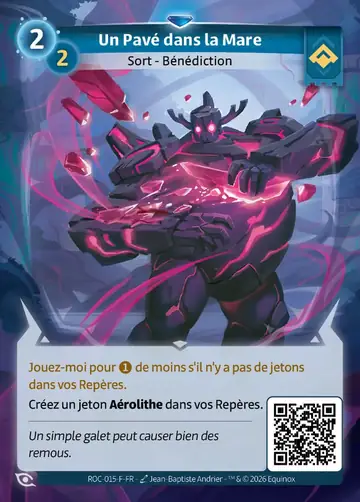 2
2
Un Pavé dans la Mare
Sort - Bénédiction
Jouez-moi pour 1 de moins s'il n'y a pas de jetons
dans vos Repères.
Créez un jeton Aérolithe dans vos Repères.
Un simple galet peut causer bien des
remous.
ROC-015-F-FR - Jean-Baptiste Andrier - ™ & © 2026 Equinox